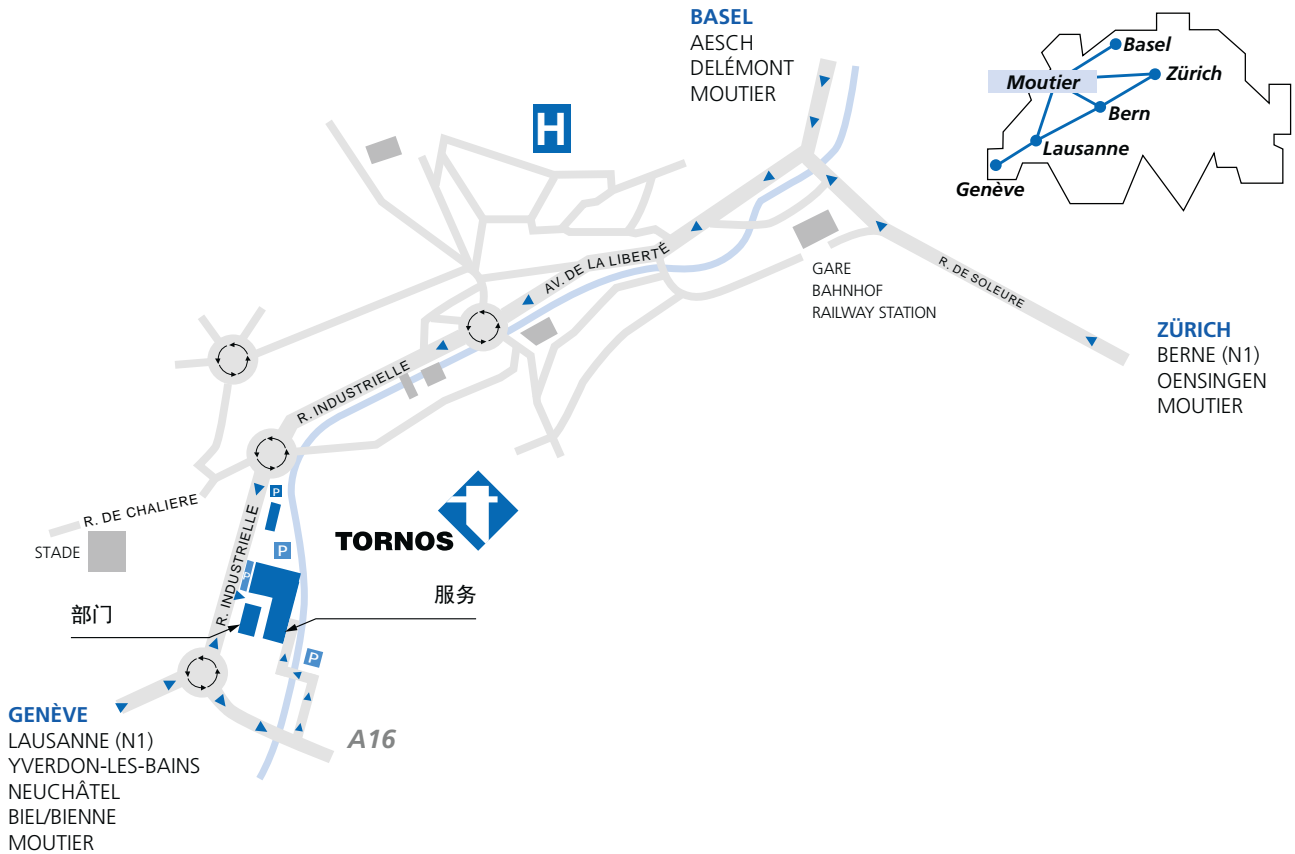 BASEL
AESCH
DELÉMONT
MOUTIER
Basel
Zürich
Moutier
Bern
Lausanne
Genève
H
AV. DE LA LIBERTÉ
GARE
BAHNHOF
RAILWAY STATION
R. DE SOLEURE
ZÜRICH
BERNE (N1)
OENSINGEN
MOUTIER
R. INDUSTRIELLE
R. DE CHALIERE
STADE
P
TORNOS
P
P
R. INDUSTRIELLE
部门
服务
P
GENÈVE
LAUSANNE (N1)
YVERDON-LES-BAINS
NEUCHÂTEL
BIEL/BIENNE
MOUTIER
A16